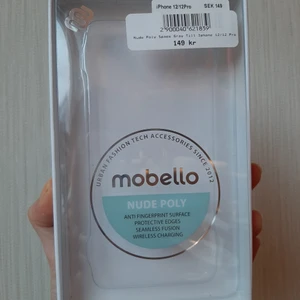 iPhone 12/12Pro SEK 149
2900040621859
149 kr
URBAN FASHION TECH ACCESSORIES SINCE 2012
mobello
NUDE POLY
ANTI FINGERPRINT SURFACE
PROTECTIVE EDGES
SEAMLESS FUSION
WIRELESS CHARGING